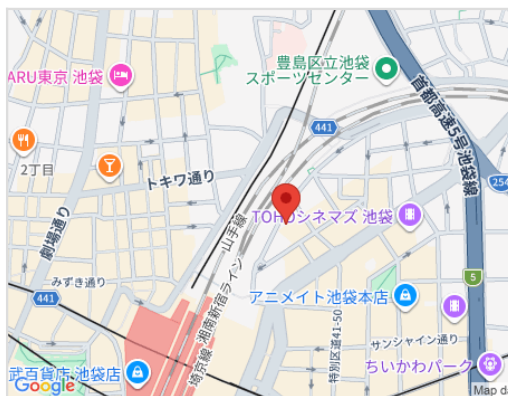 豊島区立池袋
スポーツセンター
ARU東京 池袋
441
首都高速5号池袋線
2丁目
トキワ通り
254
劇場通り
山手線
TOHOシネマズ 池袋
湘南新宿ライン
埼京線
みずき通り
441
5
アニメイト池袋本店
サンシャイン通り
特別区道41-50
ちいかわパーク
武百貨店 池袋店
Google
Map da